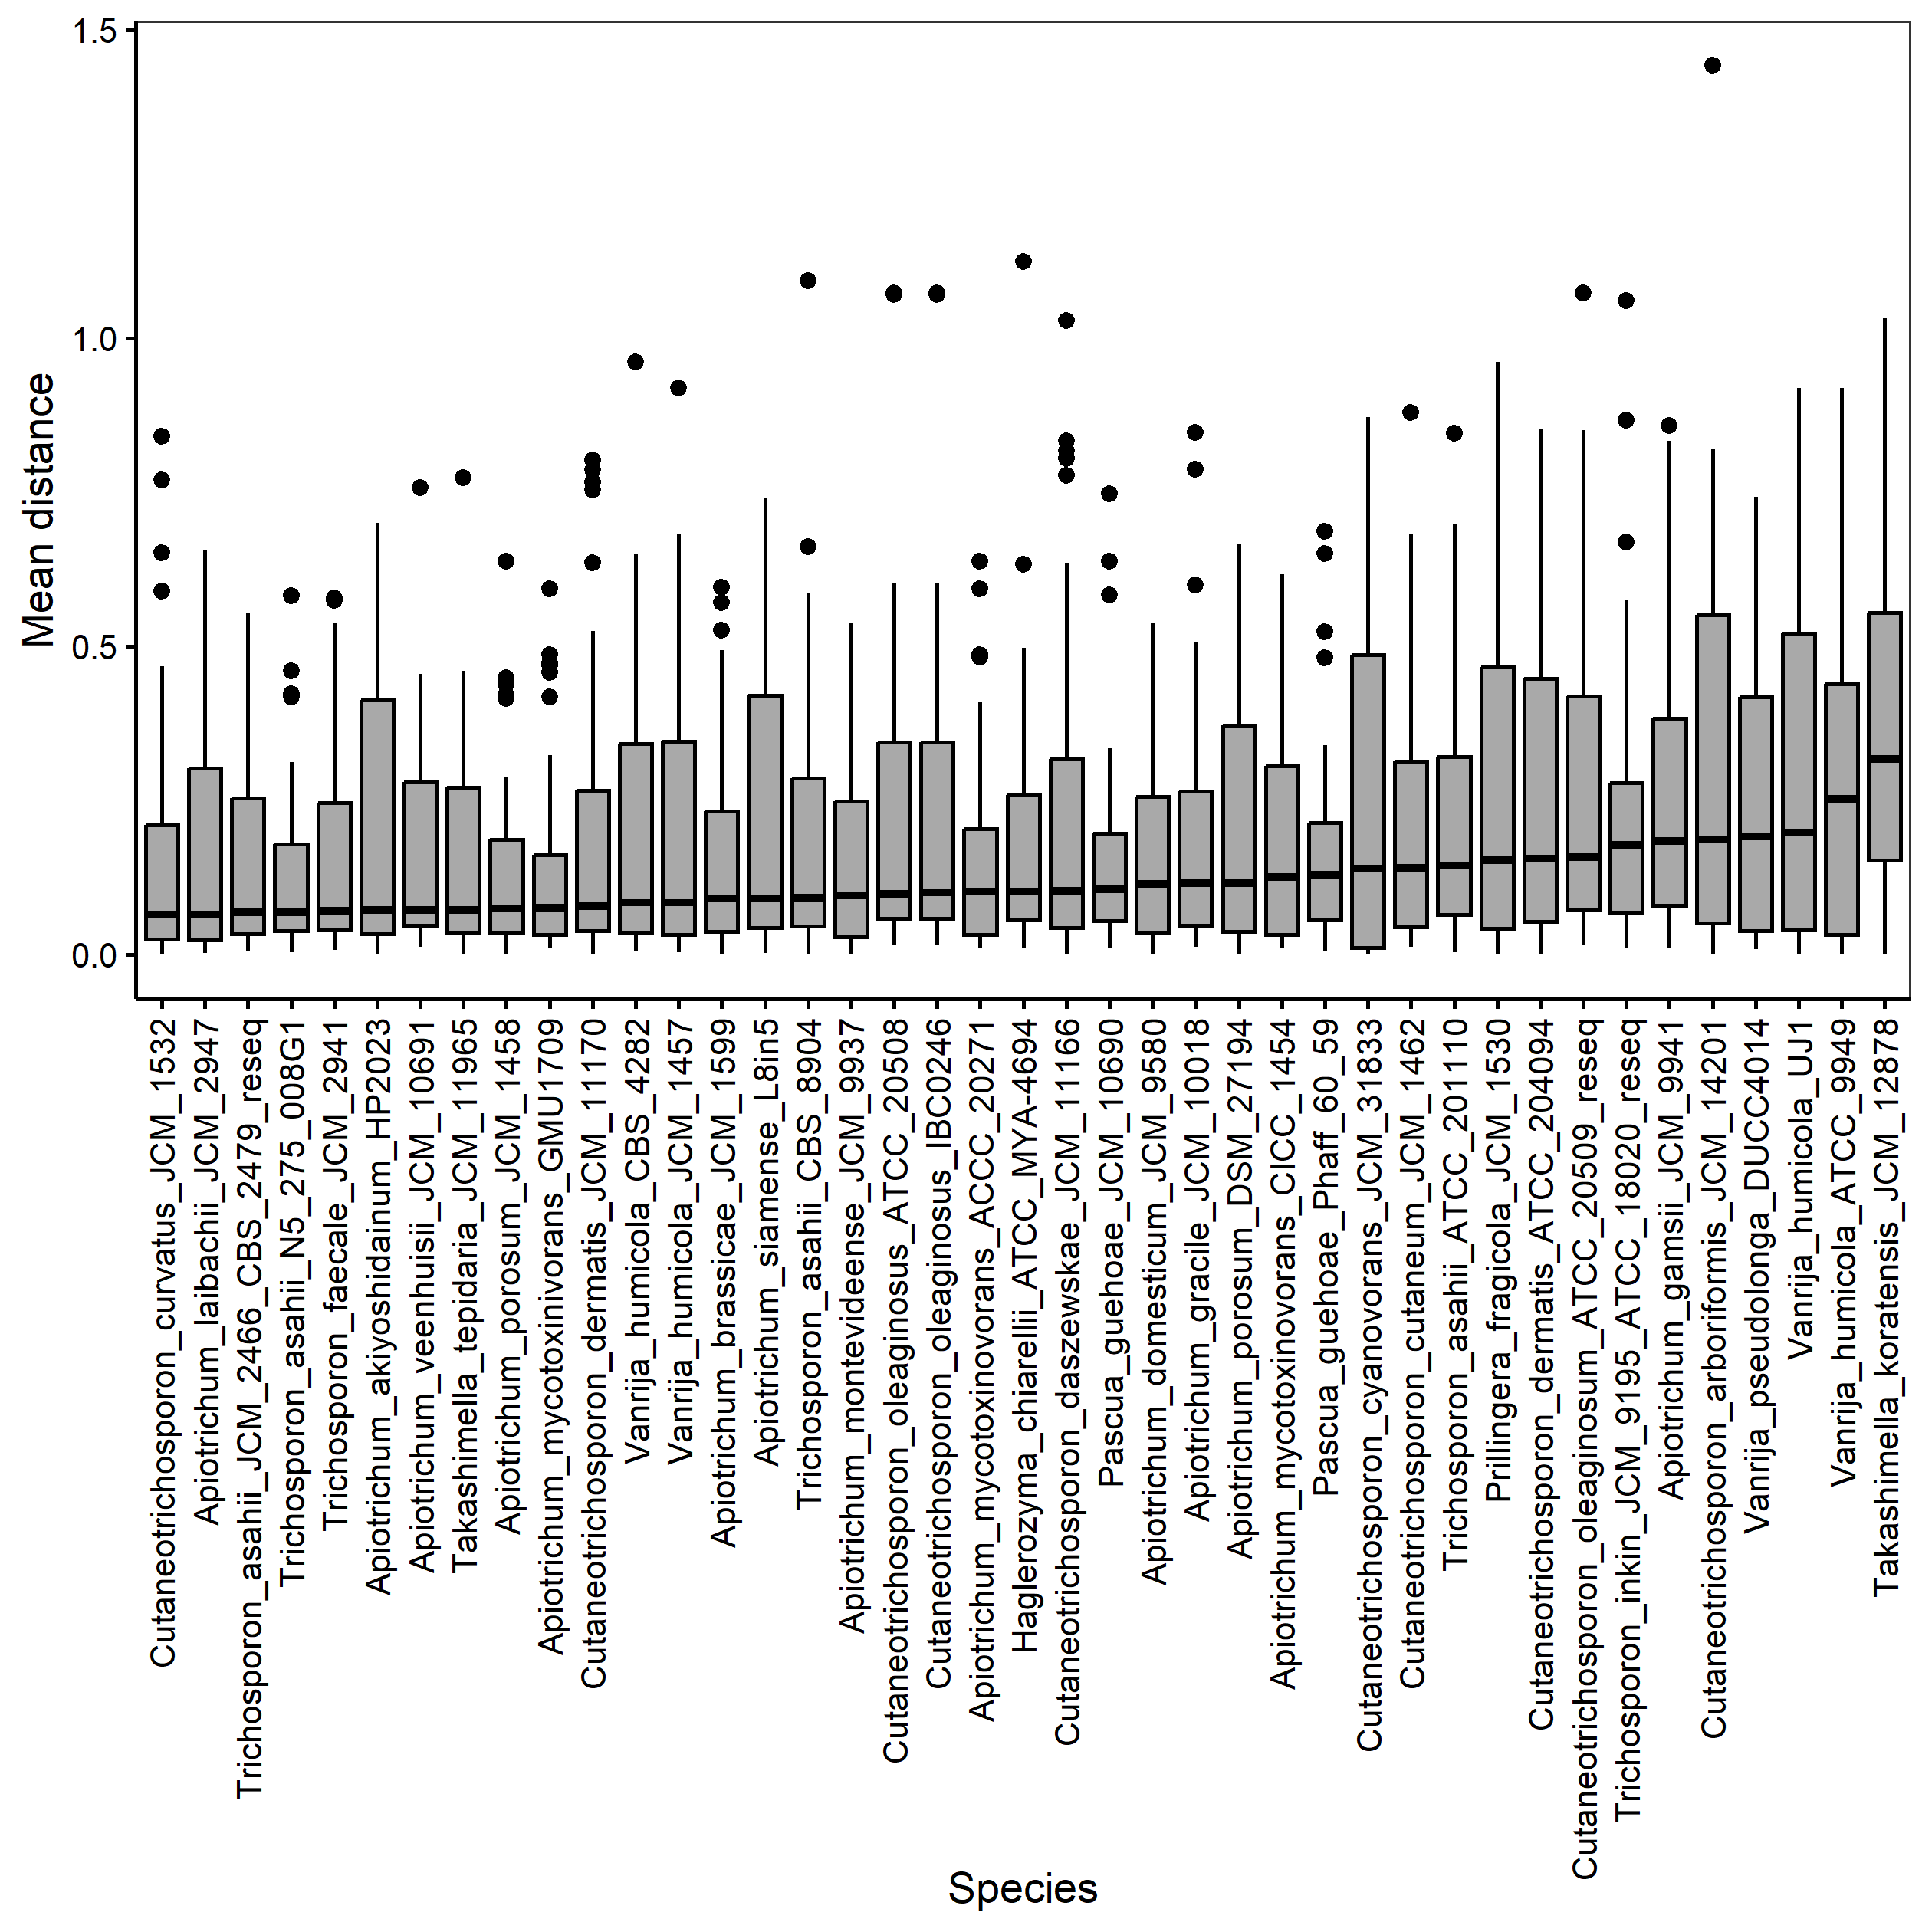 1.5
1.0
0.5
0.0
Mean distance
Cutaneotrichosporon_curvatus_JCM_1532
Apiotrichum_laibachii_JCM_2947
Trichosporon_asahii_JCM_2466_CBS_2479_reseq
Trichosporon_asahii_N5_275_008G1
Trichosporon_faecale_JCM_2941
Apiotrichum_akiyoshidainum_HP2023
Apiotrichum_veenhuisii_JCM_10691
Takashimella_tepidaria_JCM_11965
Apiotrichum_porosum_JCM_1458
Apiotrichum_mycotoxinivorans_GMU1709
Cutaneotrichosporon_dermatis_JCM_11170
Vanrija_humicola_CBS_4282
Vanrija_humicola_JCM_1457
Apiotrichum_brassicae_JCM_1599
Apiotrichum_siamense_L8in5
Trichosporon_asahii_CBS_8904
Apiotrichum_montevideense_JCM_9937
Cutaneotrichosporon_oleaginosus_ATCC_20508
Cutaneotrichosporon_oleaginosus_IBC0246
Apiotrichum_mycotoxinovorans_ACCC_20271
Haglerozyma_chiarellii_ATCC_MYA-4694
Cutaneotrichosporon_daszewskae_JCM_11166
Pascua_guehoae_JCM_10690
Apiotrichum_domesticum_JCM_9580
Apiotrichum_gracile_JCM_10018
Apiotrichum_porosum_DSM_27194
Apiotrichum_mycotoxinovorans_CICC_1454
Pascua_guehoae_Phaff_60_59
Cutaneotrichosporon_cyanovorans_JCM_31833
Cutaneotrichosporon_cutaneum_JCM_1462
Trichosporon_asahii_ATCC_201110
Prillingera_fragicola_JCM_1530
Cutaneotrichosporon_dermatis_ATCC_204094
Cutaneotrichosporon_oleaginosum_ATCC_20509_reseq
Trichosporon_inkin_JCM_9195_ATCC_18020_reseq
Apiotrichum_gamsii_JCM_9941
Cutaneotrichosporon_arboriformis_JCM_14201
Vanrija_pseudolonga_DUCC4014
Vanrija_humicola_UJ1
Vanrija_humicola_ATCC_9949
Takashimella_koratensis_JCM_12878
Species